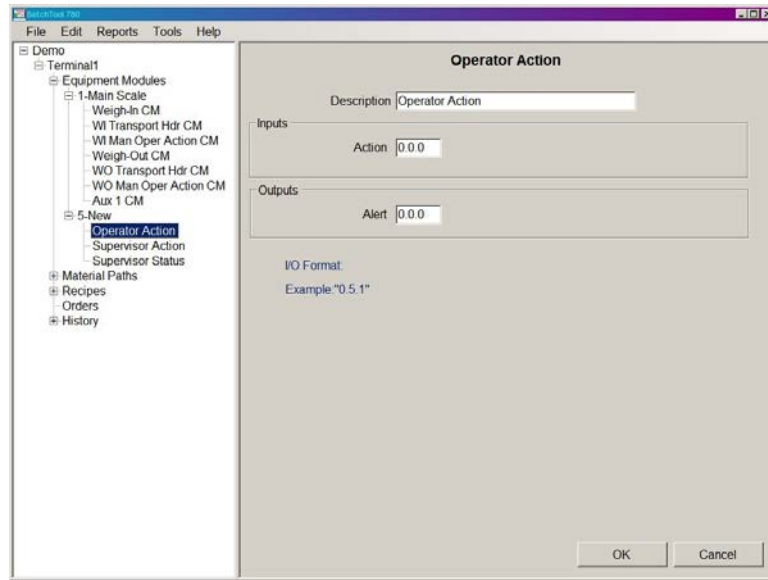 BatchTool 780
File Edit Reports Tools Help
Demo
Terminal1
Equipment Modules
1-Main Scale
Weigh-In CM
WI Transport Hdr CM
WI Man Oper Action CM
Weigh-Out CM
WO Transport Hdr CM
WO Man Oper Action CM
Aux 1 CM
5-New
Operator Action
Supervisor Action
Supervisor Status
Material Paths
Recipes
Orders
History
Operator Action
Description Operator Action
Inputs
Action 0.0.0
Outputs
Alert 0.0.0
I/O Format:
Example:"0.5.1"
OK Cancel